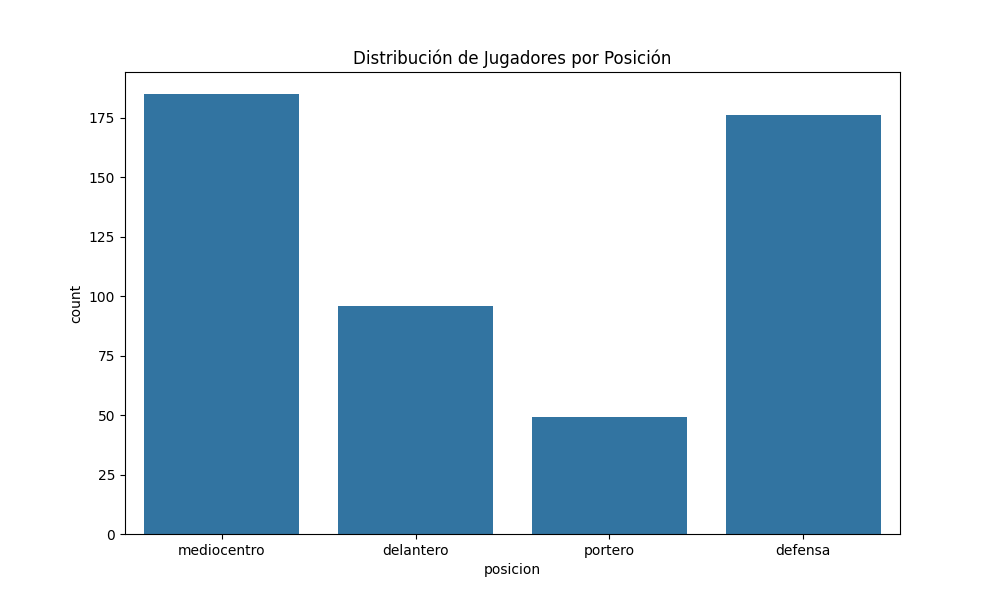 Distribución de Jugadores por Posición
175
150
125
100
75
50
25
0
count
mediocentro
delantero
portero
defensa
posicion